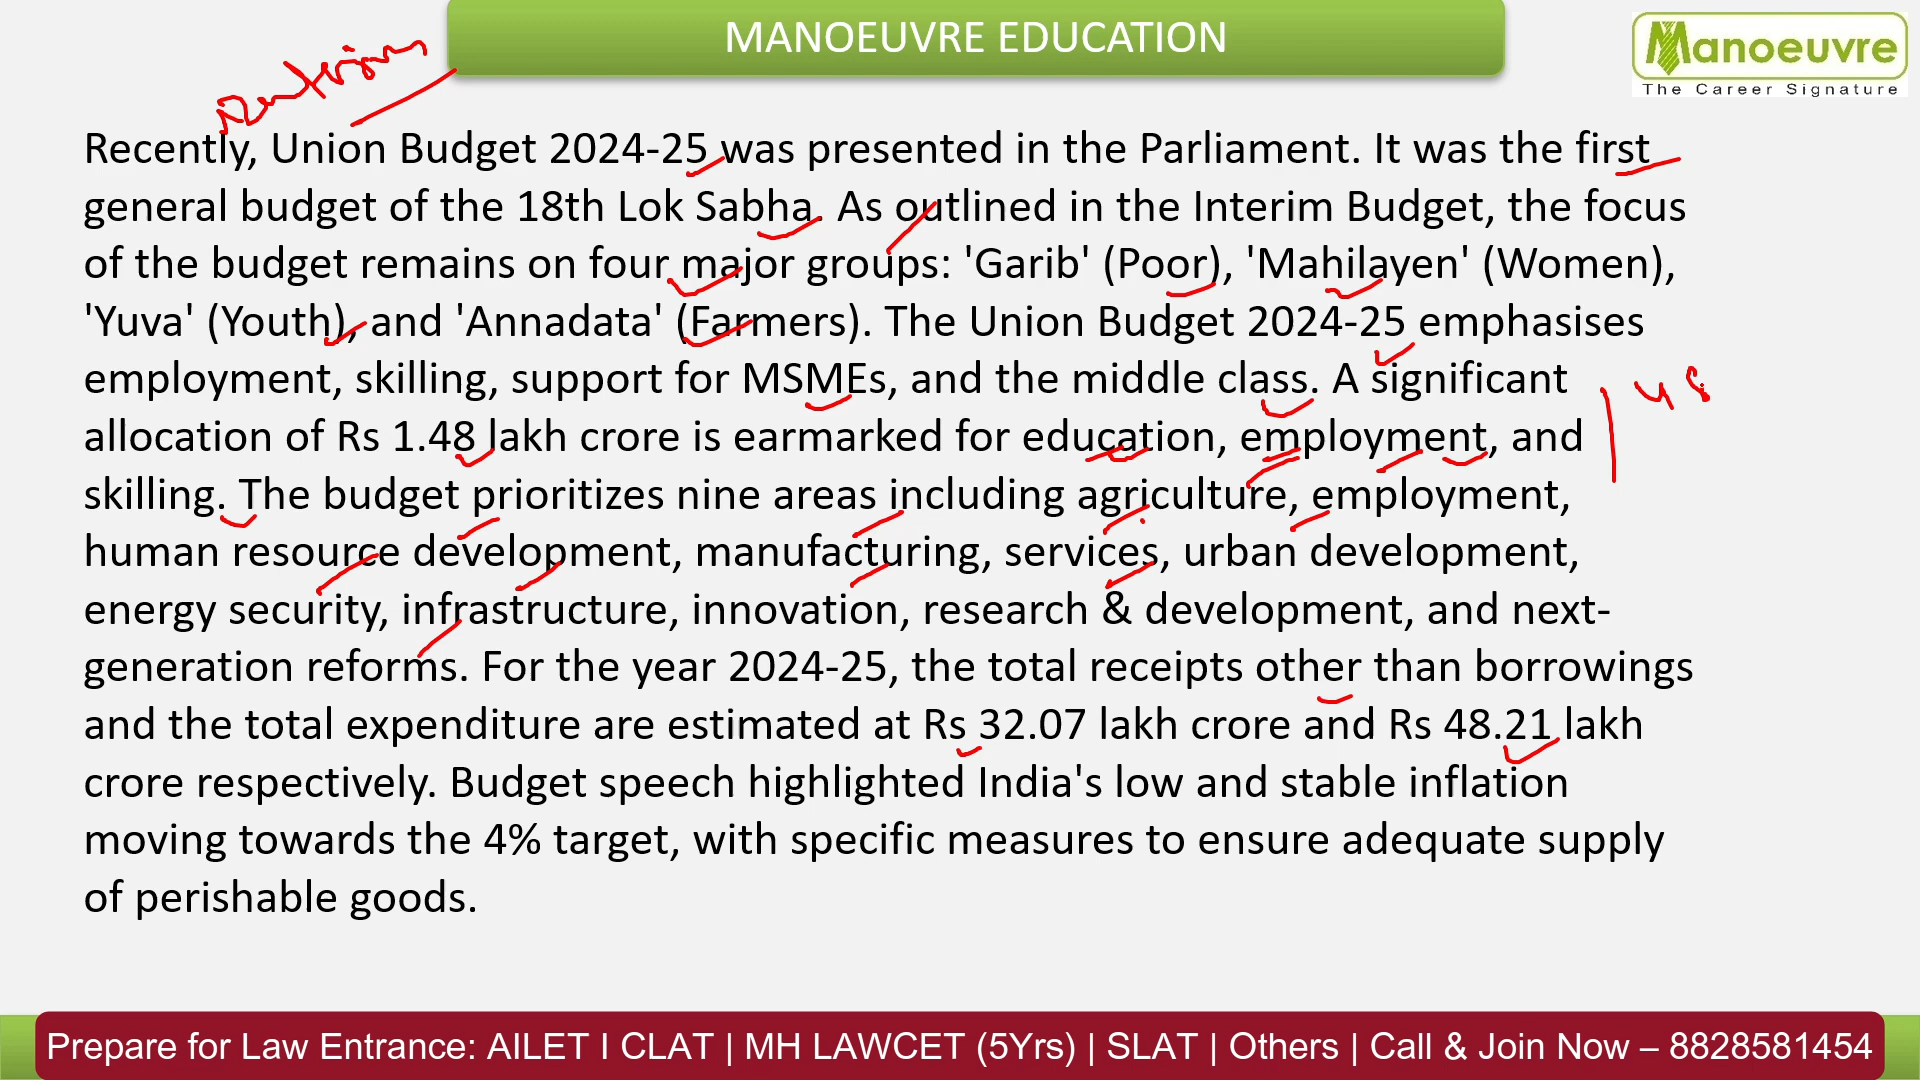 MANOEUVRE EDUCATION
Manoeuvre
The Career Signature
Recently, Union Budget 2024-25 was presented in the Parliament. It was the first
general budget of the 18th Lok Sabha. As outlined in the Interim Budget, the focus
of the budget remains on four major groups: 'Garib' (Poor), 'Mahilayen' (Women),
'Yuva' (Youth), and 'Annadata' (Farmers). The Union Budget 2024-25 emphasises
employment, skilling, support for MSMEs, and the middle class. A significant
allocation of Rs 1.48 lakh crore is earmarked for education, employment, and
skilling. The budget prioritizes nine areas including agriculture, employment,
human resource development, manufacturing, services, urban development,
energy security, infrastructure, innovation, research & development, and next-
generation reforms. For the year 2024-25, the total receipts other than borrowings
and the total expenditure are estimated at Rs 32.07 lakh crore and Rs 48.21 lakh
crore respectively. Budget speech highlighted India's low and stable inflation
moving towards the 4% target, with specific measures to ensure adequate supply
of perishable goods.
Prepare for Law Entrance: AILET I CLAT | MH LAWCET (5Yrs) | SLAT | Others | Call & Join Now – 8828581454